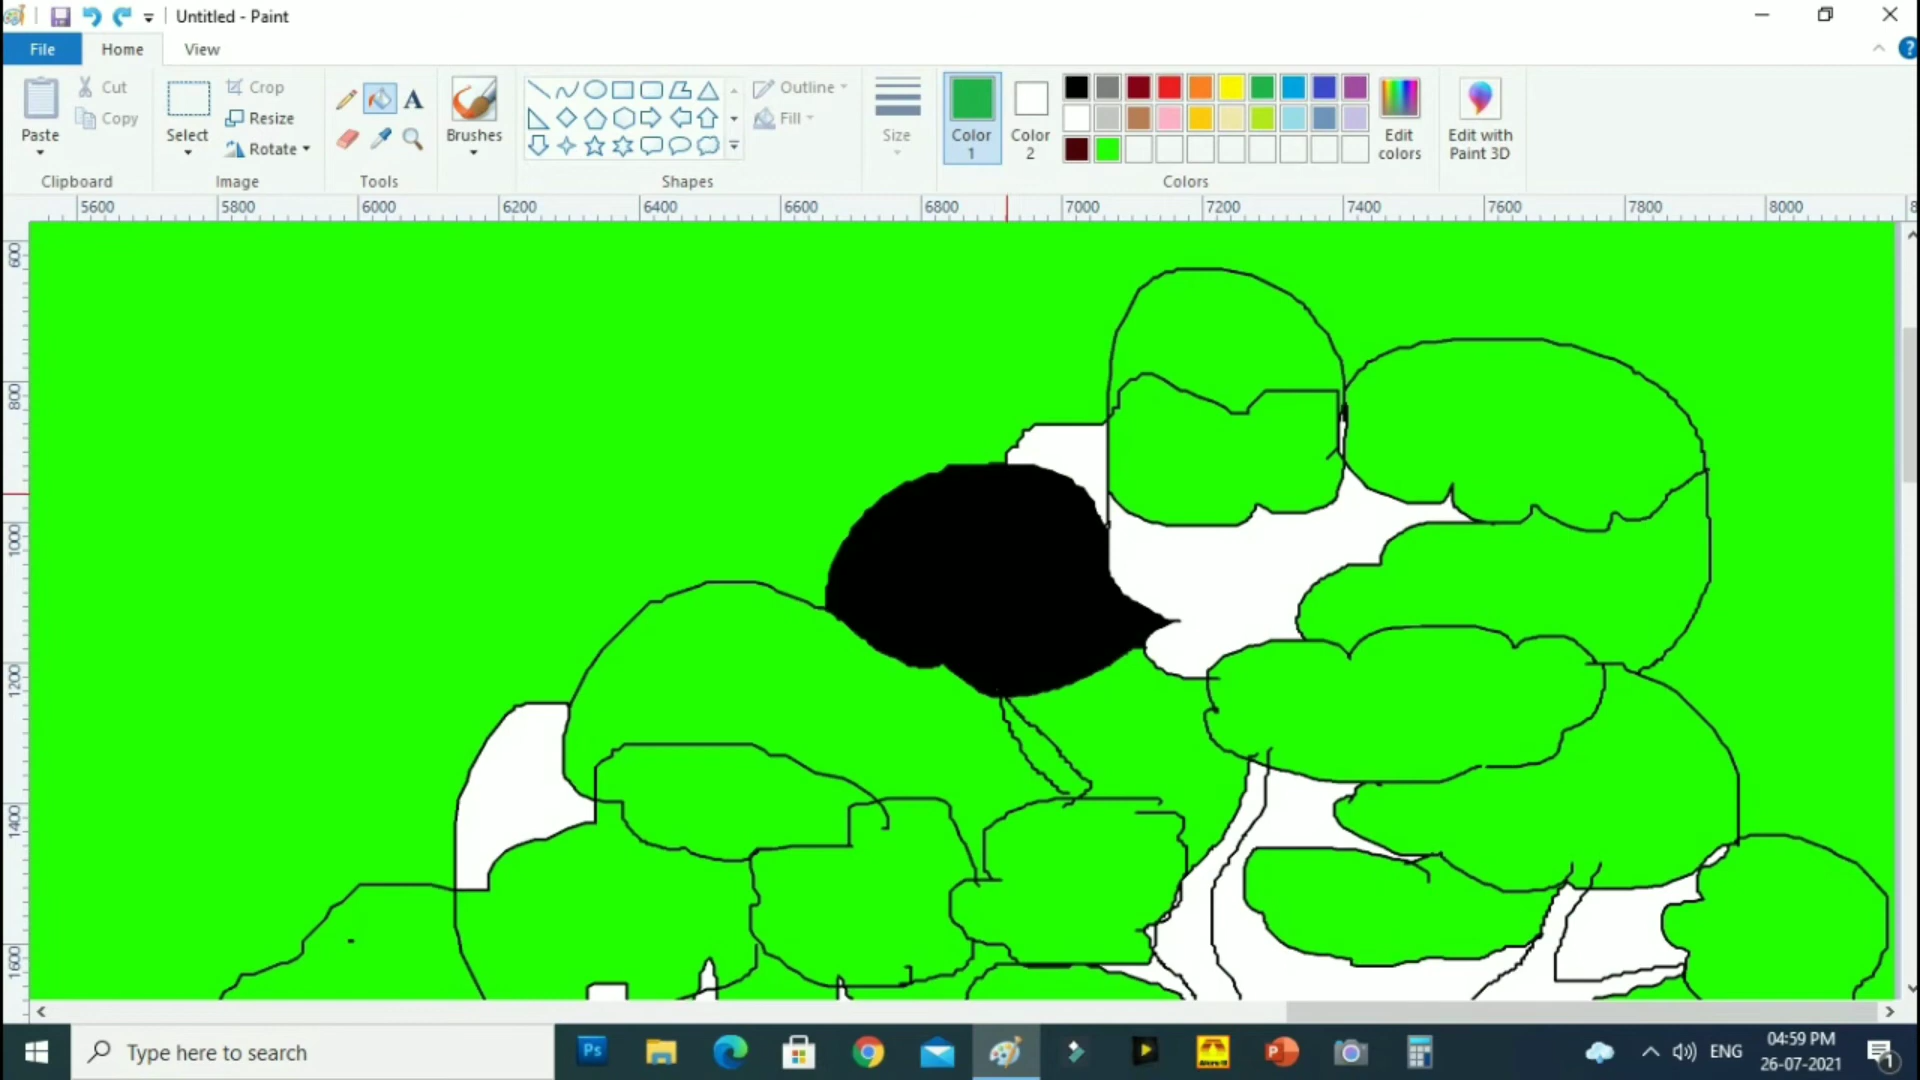 Untitled - Paint
File Home View
Cut Crop Outline
Copy Resize Fill
Rotate
Paste Select A Brushes Size Color 1 Color 2 Edit colors Edit with Paint 3D
Clipboard Image Tools Shapes Colors
5600 5800 6000 6200 6400 6600 6800 7000 7200 7400 7600 7800 8000
600
800
1000
1200
1400
1600
Type here to search Ps ENG 04:59 PM
26-07-2021 1